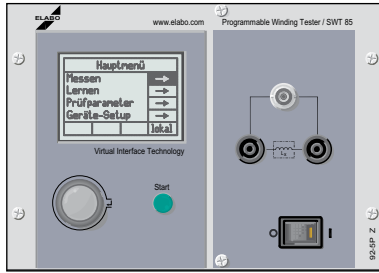 ELABO
www.elabo.com
Programmable Winding Tester / SWT 85
Hauptmenü
Messen
Lernen
Prüfparameter
Geräte-Setup
lokal
Virtual Interface Technology
Start
Lx
O
I
92-5P Z